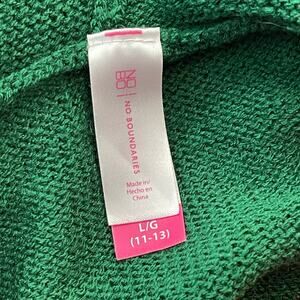 NO
BO
NO BOUNDARIES
Made in/
Hecho en
China
L/G
(11-13)